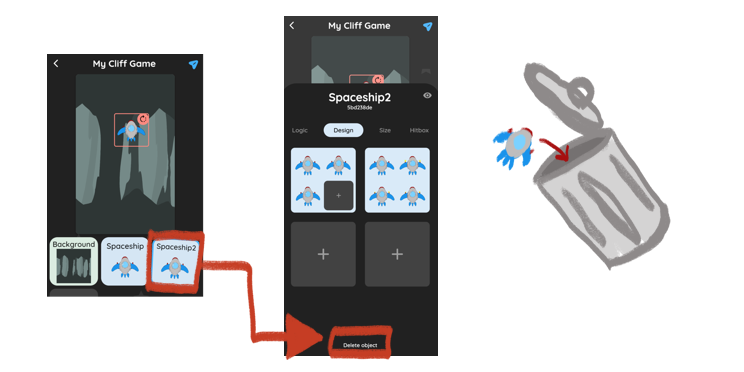 My Cliff Game
Background
Spaceship
Spaceship2
My Cliff Game
Spaceship2
5bd238de
Logic
Design
Size
Hitbox
Delete object